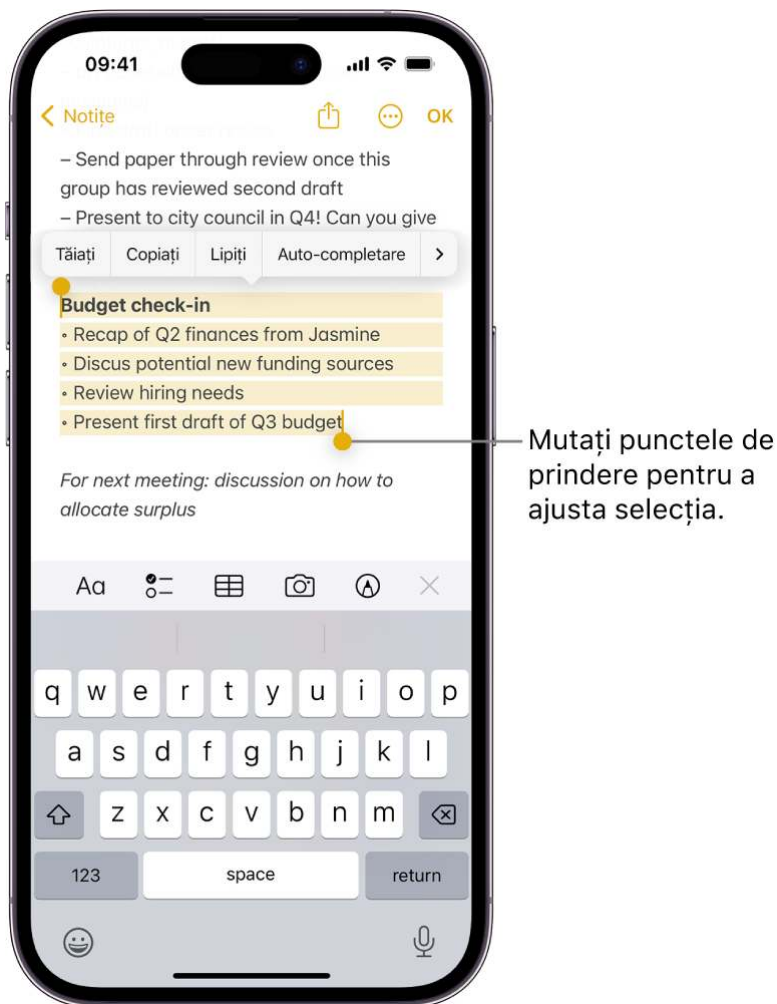 09:41
Notițe
OK
– Send paper through review once this
group has reviewed second draft
– Present to city council in Q4! Can you give
Tăiați Copiați Lipiți Auto-completare
Budget check-in
◦ Recap of Q2 finances from Jasmine
◦ Discus potential new funding sources
◦ Review hiring needs
◦ Present first draft of Q3 budget
Mutați punctele de
prindere pentru a
ajusta selecția.
For next meeting: discussion on how to
allocate surplus
Aa
q w e r t y u i o p
a s d f g h j k l
z x c v b n m
123 space return